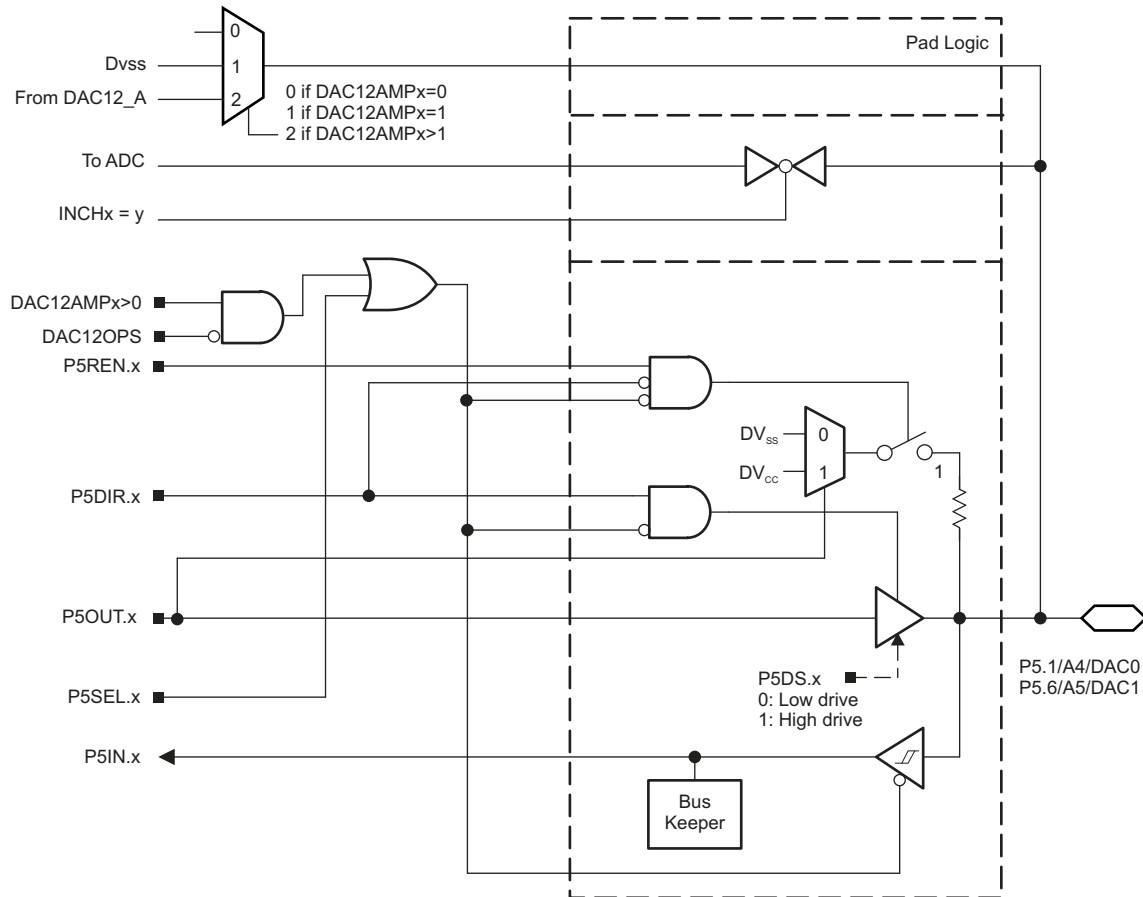 Pad Logic
0
Dvss
1
From DAC12_A
2
0 if DAC12AMPx=0
1 if DAC12AMPx=1
2 if DAC12AMPx>1
To ADC
INCHx = y
DAC12AMPx>0
DAC12OPS
P5REN.x
DVSS
0
DVCC
1
1
P5DIR.x
P5OUT.x
P5SEL.x
P5DS.x
0: Low drive
1: High drive
P5.1/A4/DAC0
P5.6/A5/DAC1
P5IN.x
Bus
Keeper